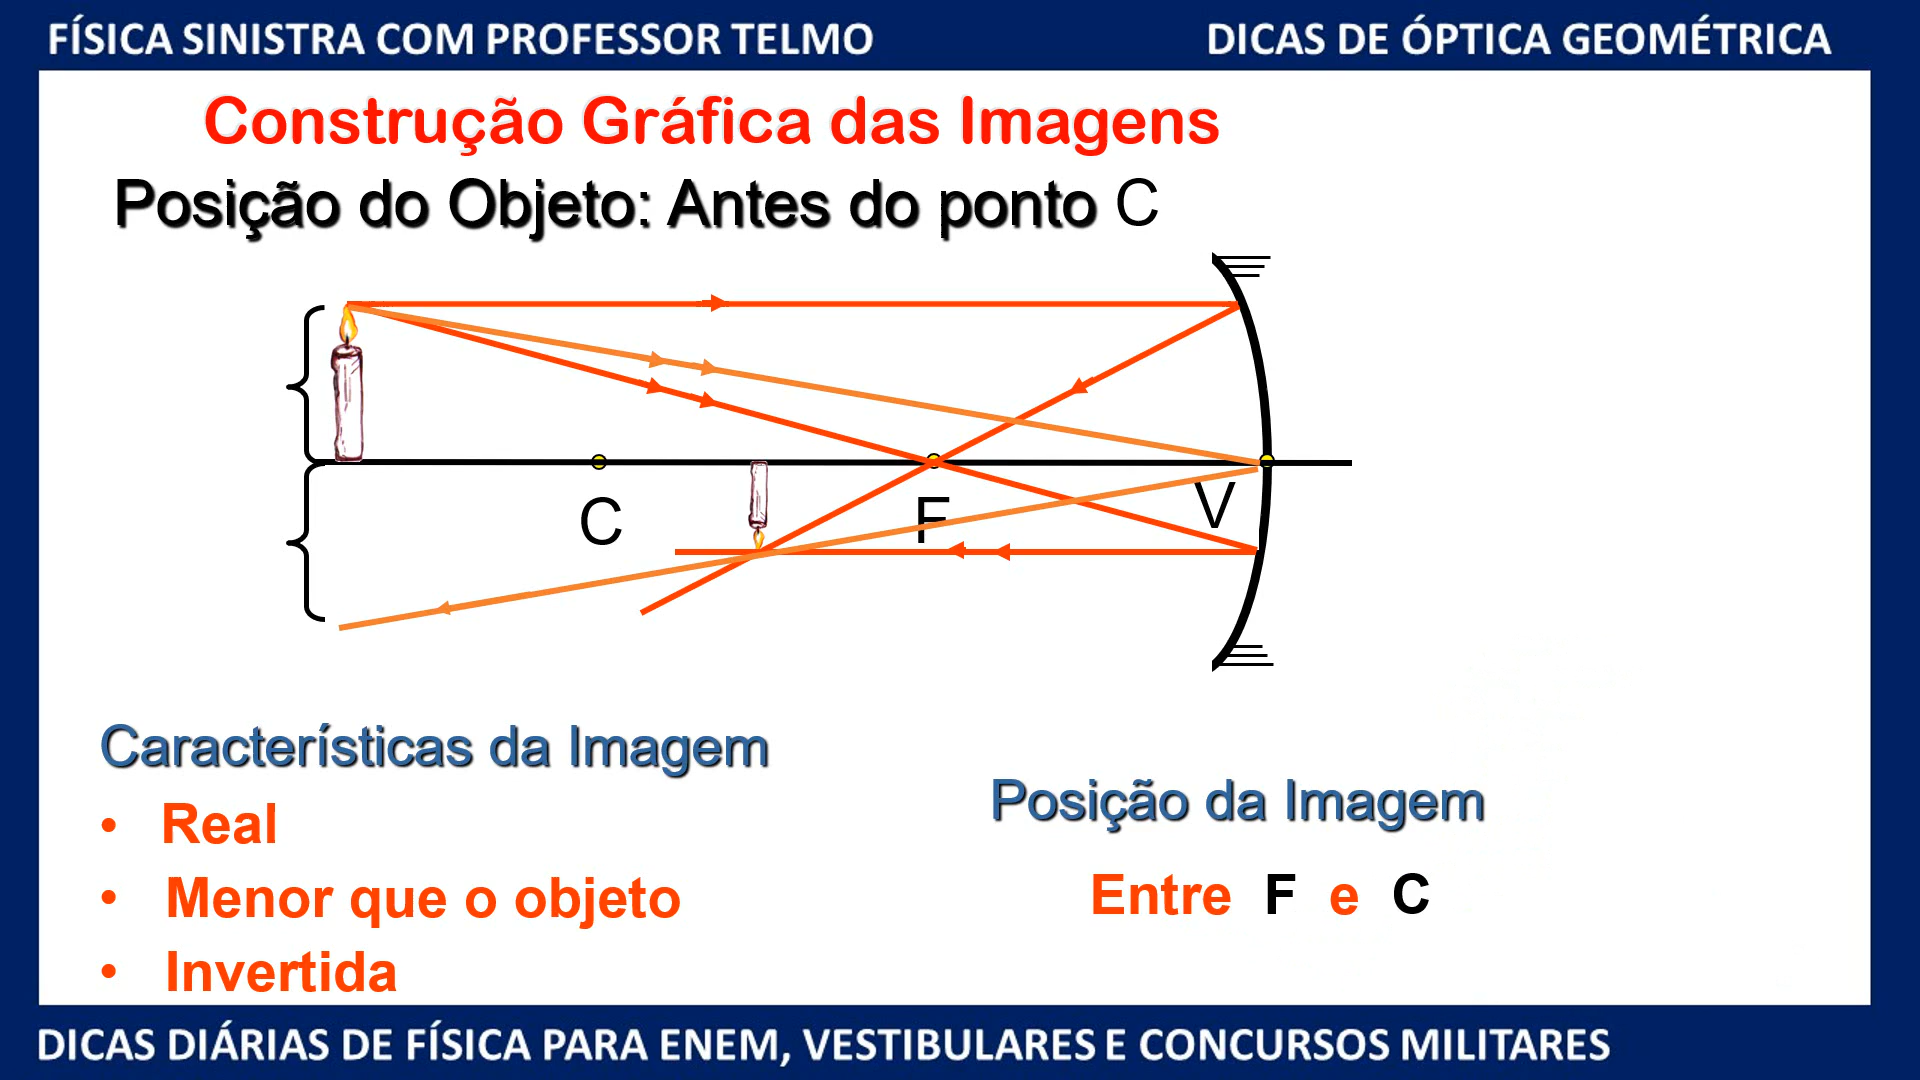 FÍSICA SINISTRA COM PROFESSOR TELMO
DICAS DE ÓPTICA GEOMÉTRICA
Construção Gráfica das Imagens
Posição do Objeto: Antes do ponto C
C
F
V
Características da Imagem
• Real
• Menor que o objeto
• Invertida
Posição da Imagem
Entre F e C
DICAS DIÁRIAS DE FÍSICA PARA ENEM, VESTIBULARES E CONCURSOS MILITARES